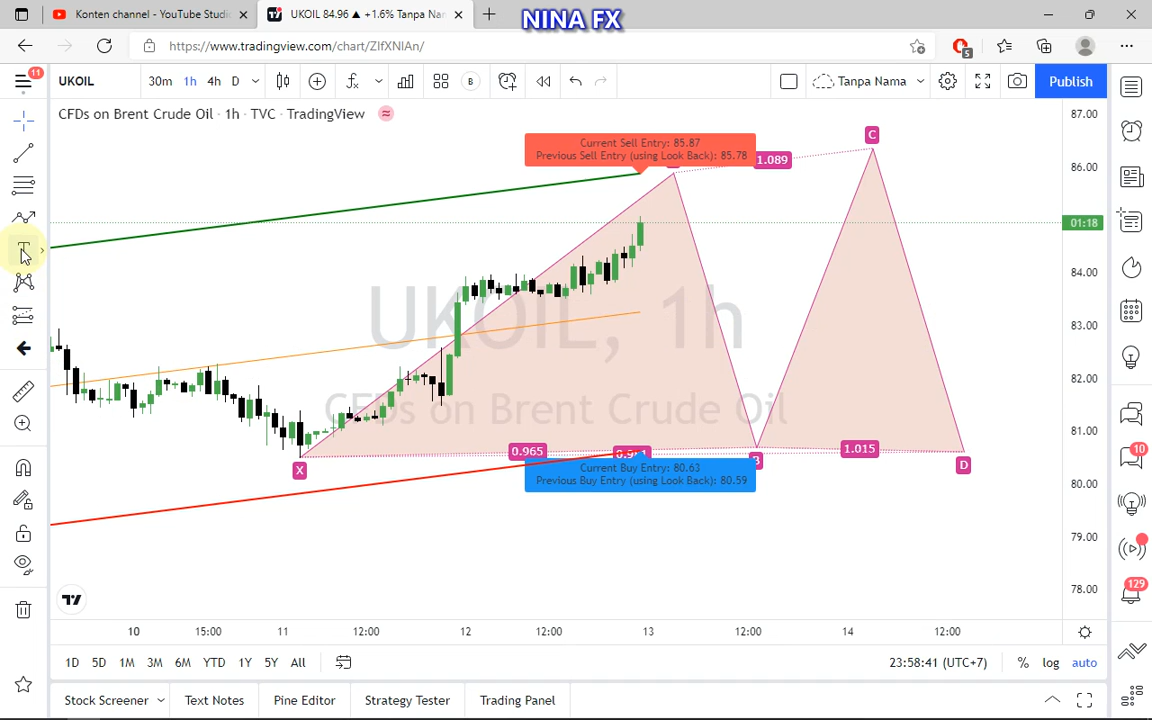 Konten channel - YouTube Studi
UKOIL 84.96 ▲ +1.6% Tanpa Nam
NINA FX
https://www.tradingview.com/chart/ZIfXNIAn/
5
11
UKOIL
30m 1h 4h D
B
Tanpa Nama
Publish
CFDs on Brent Crude Oil · 1h · TVC · TradingView
87.00
86.00
84.00
83.00
82.00
81.00
80.00
79.00
78.00
01:18
Current Sell Entry: 85.87
Previous Sell Entry (using Look Back): 85.78
1.089
C
UKOIL, 1h
CFDs on Brent Crude Oil
0.965
1.015
X
D
Current Buy Entry: 80.63
Previous Buy Entry (using Look Back): 80.59
T
10
129
10 15:00 11 12:00 12 12:00 13 12:00 14 12:00
1D 5D 1M 3M 6M YTD 1Y 5Y All
23:58:41 (UTC+7) % log auto
Stock Screener Text Notes Pine Editor Strategy Tester Trading Panel